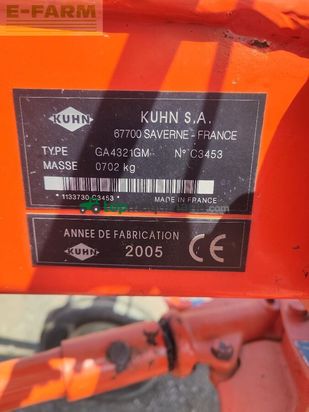 E-FARM
KUHN
KUHN S.A.
67700 SAVERNE - FRANCE
TYPE GA4321GM N° C3453
MASSE 0702 kg
* 1133730 C3453 * MADE IN FRANCE
ANNEE DE FABRICATION
KUHN 2005 CE